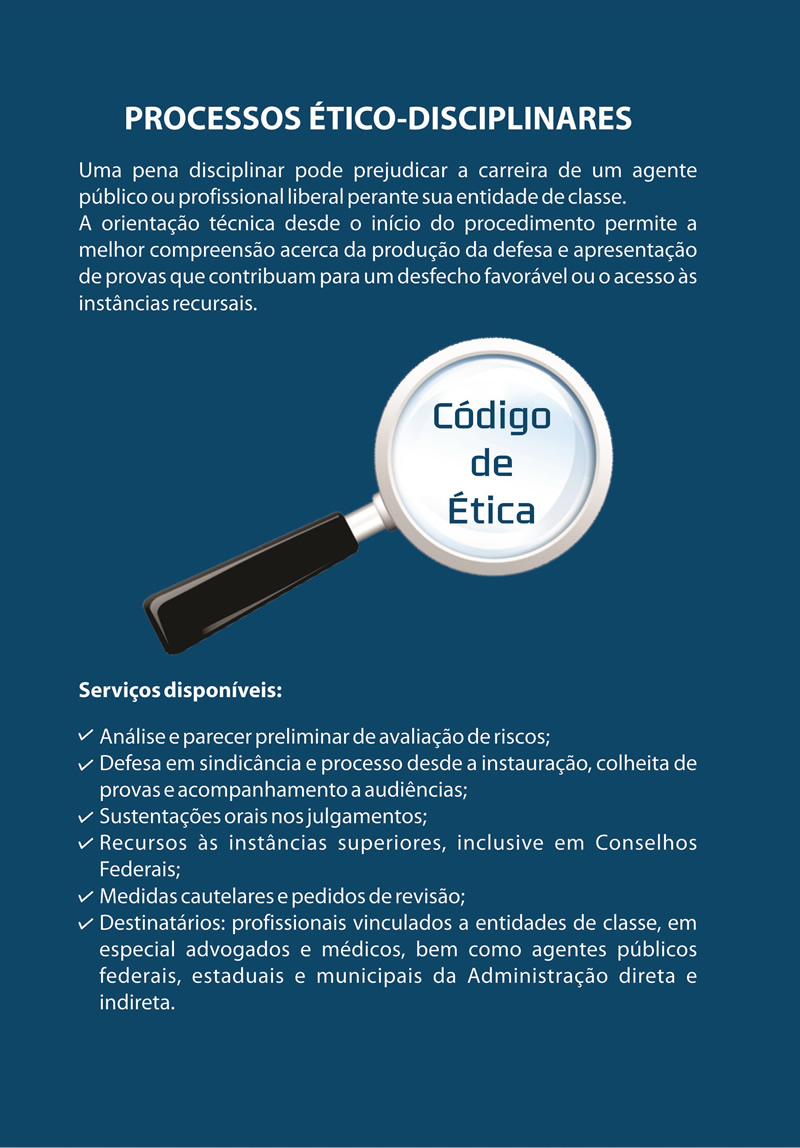 PROCESSOS ÉTICO-DISCIPLINARES
Uma pena disciplinar pode prejudicar a carreira de um agente
público ou profissional liberal perante sua entidade de classe.
A orientação técnica desde o início do procedimento permite a
melhor compreensão acerca da produção da defesa e apresentação
de provas que contribuam para um desfecho favorável ou o acesso às
instâncias recursais.
Código
de
Ética
Serviços disponíveis:
✓ Análise e parecer preliminar de avaliação de riscos;
✓ Defesa em sindicância e processo desde a instauração, colheita de
provas e acompanhamento a audiências;
✓ Sustentações orais nos julgamentos;
✓ Recursos às instâncias superiores, inclusive em Conselhos
Federais;
✓ Medidas cautelares e pedidos de revisão;
✓ Destinatários: profissionais vinculados a entidades de classe, em
especial advogados e médicos, bem como agentes públicos
federais, estaduais e municipais da Administração direta e
indireta.